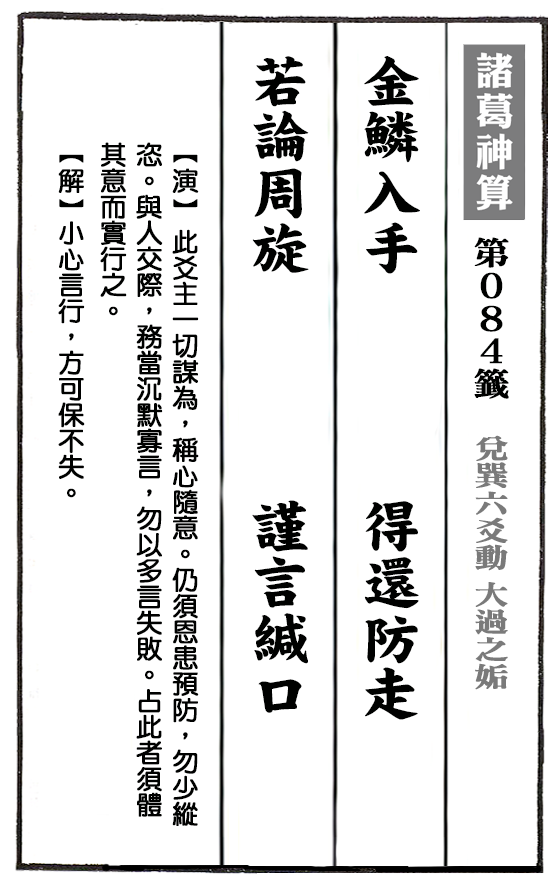 諸葛神算 第０８４籤 兌巽六爻動 大過之姤
金鱗入手 得還防走
若論周旋 謹言緘口
【演】此爻主一切謀為，稱心隨意。仍須恩患預防，勿少縱
恣。與人交際，務當沉默寡言，勿以多言失敗。占此者須體
其意而實行之。
【解】小心言行，方可保不失。